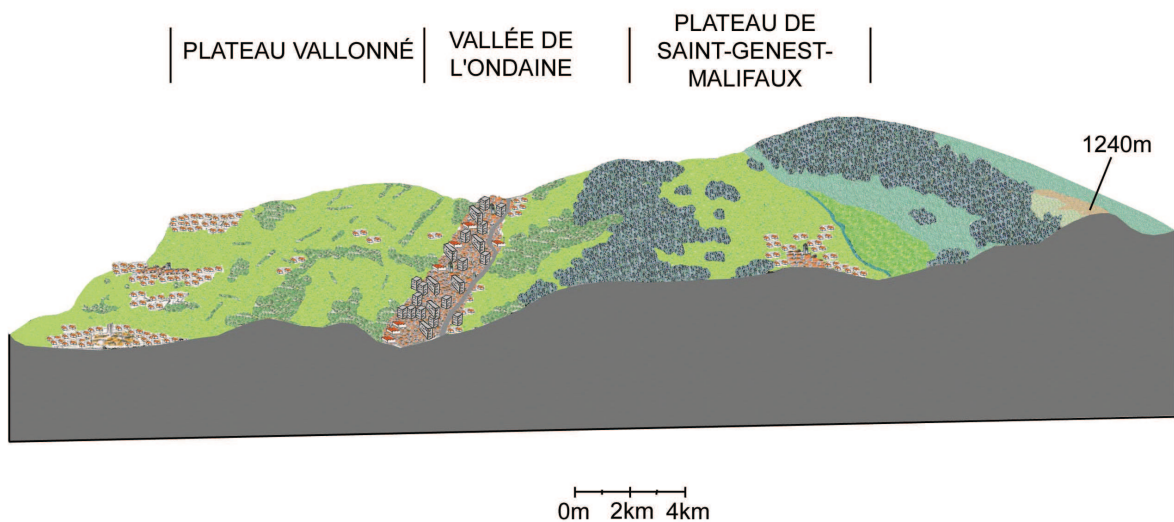 PLATEAU VALLONNÉ
VALLÉE DE
L'ONDAINE
PLATEAU DE
SAINT-GENEST-
MALIFAUX
1240m
0m 2km 4km